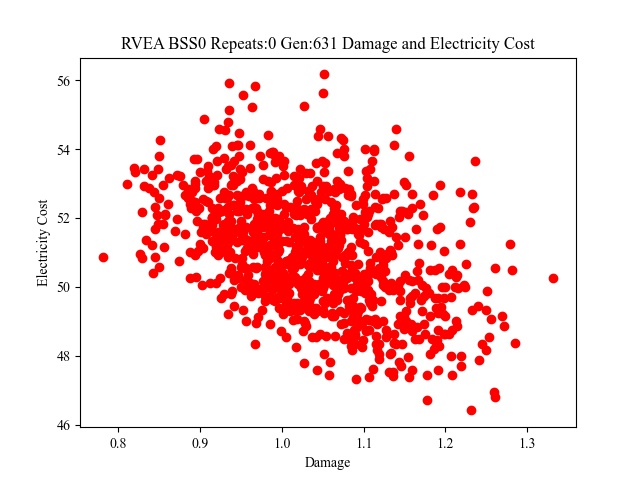 RVEA BSS0 Repeats:0 Gen:631 Damage and Electricity Cost
56
54
52
50
48
46
Electricity Cost
0.8 0.9 1.0 1.1 1.2 1.3
Damage